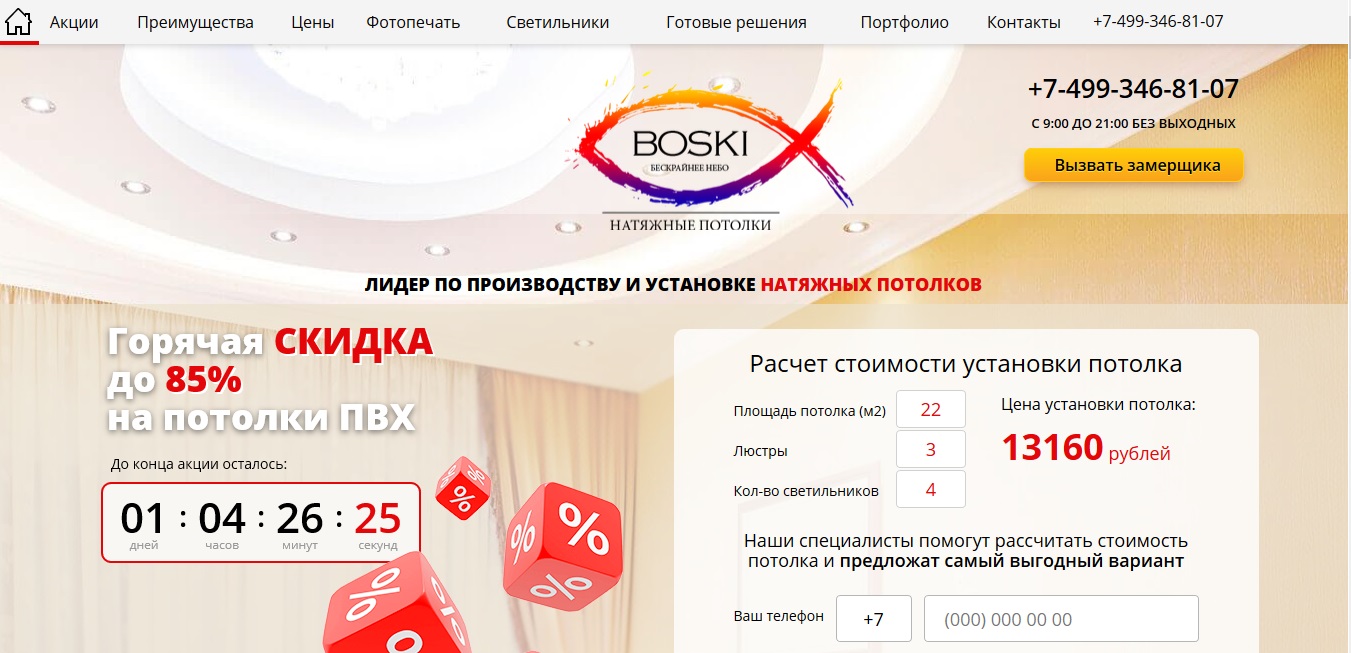 Акции Преимущества Цены Фотопечать Светильники Готовые решения Портфолио Контакты +7-499-346-81-07
+7-499-346-81-07
С 9:00 ДО 21:00 БЕЗ ВЫХОДНЫХ
Вызвать замерщика
BOSKI
БЕСКРАЙНЕЕ НЕБО
НАТЯЖНЫЕ ПОТОЛКИ
ЛИДЕР ПО ПРОИЗВОДСТВУ И УСТАНОВКЕ НАТЯЖНЫХ ПОТОЛКОВ
Горячая СКИДКА
до 85%
на потолки ПВХ
До конца акции осталось:
01 : 04 : 26 : 25
дней часов минут секунд
% % %
% % %
% % %
Расчет стоимости установки потолка
Площадь потолка (м2) 22
Люстры 3
Кол-во светильников 4
Цена установки потолка:
13160 рублей
Наши специалисты помогут рассчитать стоимость
потолка и предложат самый выгодный вариант
Ваш телефон +7 (000) 000 00 00